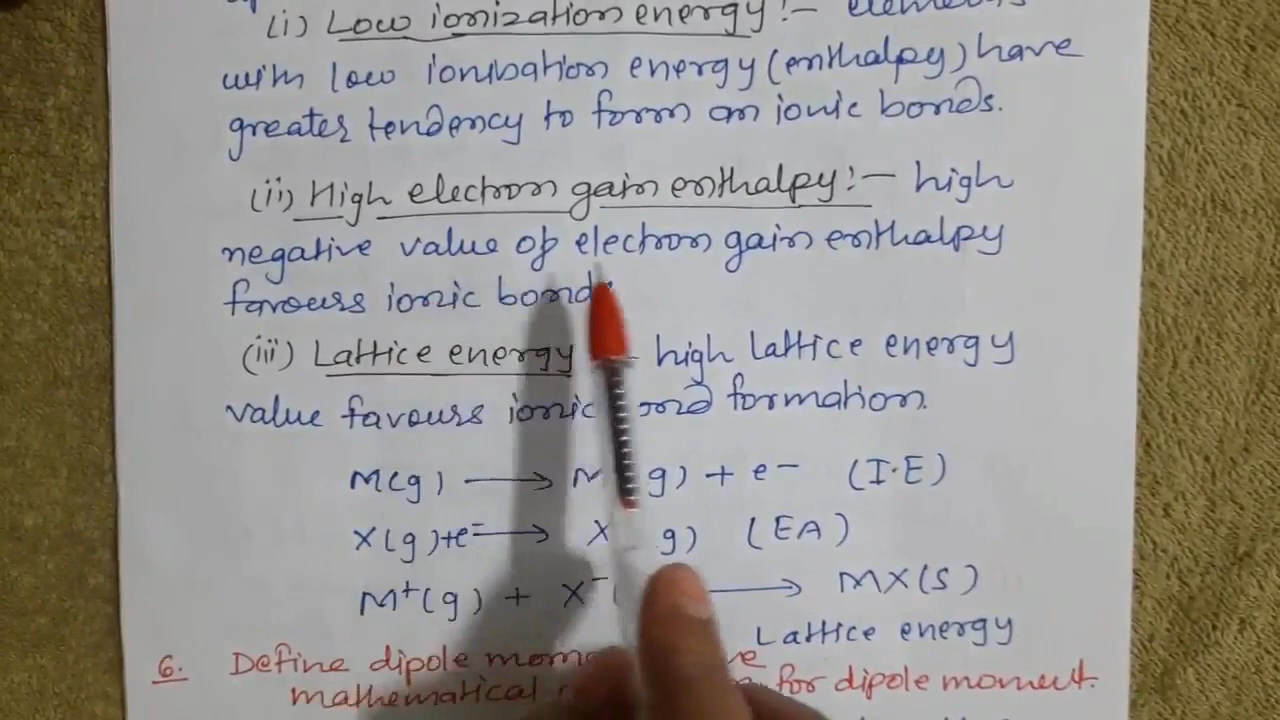 (i) Low ionization energy :-
with low ionisation energy (enthalpy) have
greater tendency to form an ionic bonds.
(ii) High electron gain enthalpy :- high
negative value of electron gain enthalpy
favours ionic bond
(iii) Lattice energy - high lattice energy
value favours ionic formation.
M(g) ⟶ M g) + e- (I.E)
X(g)+e- ⟶ X g) (EA)
M+(g) + X- ( ⟶ MX(s)
Lattice energy
6. Define dipole
mathematical for dipole moment.